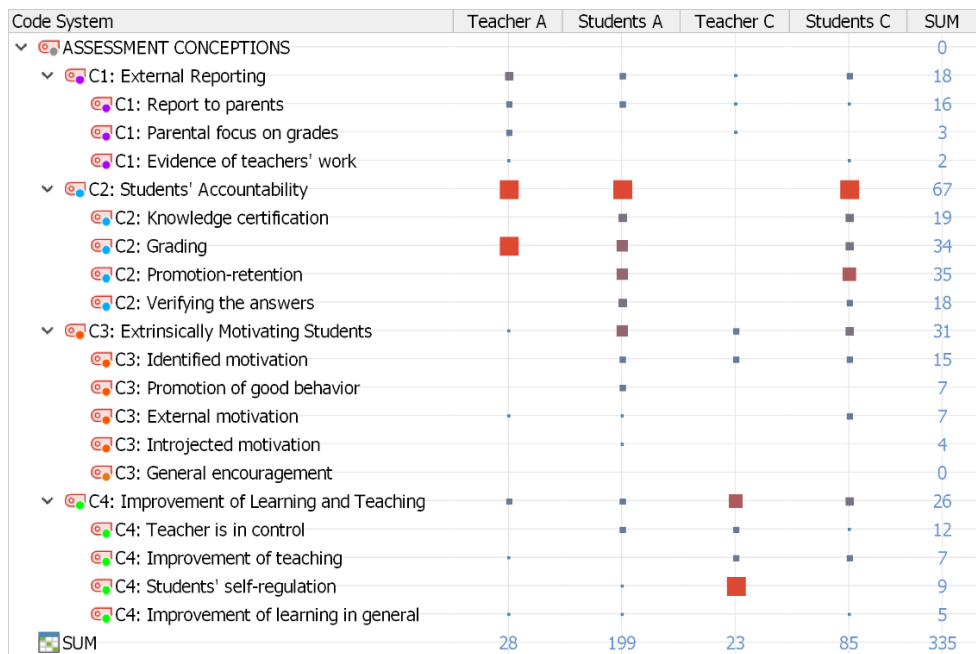 Code System Teacher A Students A Teacher C Students C SUM
ASSESSMENT CONCEPTIONS 0
C1: External Reporting 18
C1: Report to parents 16
C1: Parental focus on grades 3
C1: Evidence of teachers' work 2
C2: Students' Accountability 67
C2: Knowledge certification 19
C2: Grading 34
C2: Promotion-retention 35
C2: Verifying the answers 18
C3: Extrinsically Motivating Students 31
C3: Identified motivation 15
C3: Promotion of good behavior 7
C3: External motivation 7
C3: Introjected motivation 4
C3: General encouragement 0
C4: Improvement of Learning and Teaching 26
C4: Teacher is in control 12
C4: Improvement of teaching 7
C4: Students' self-regulation 9
C4: Improvement of learning in general 5
SUM 28 199 23 85 335